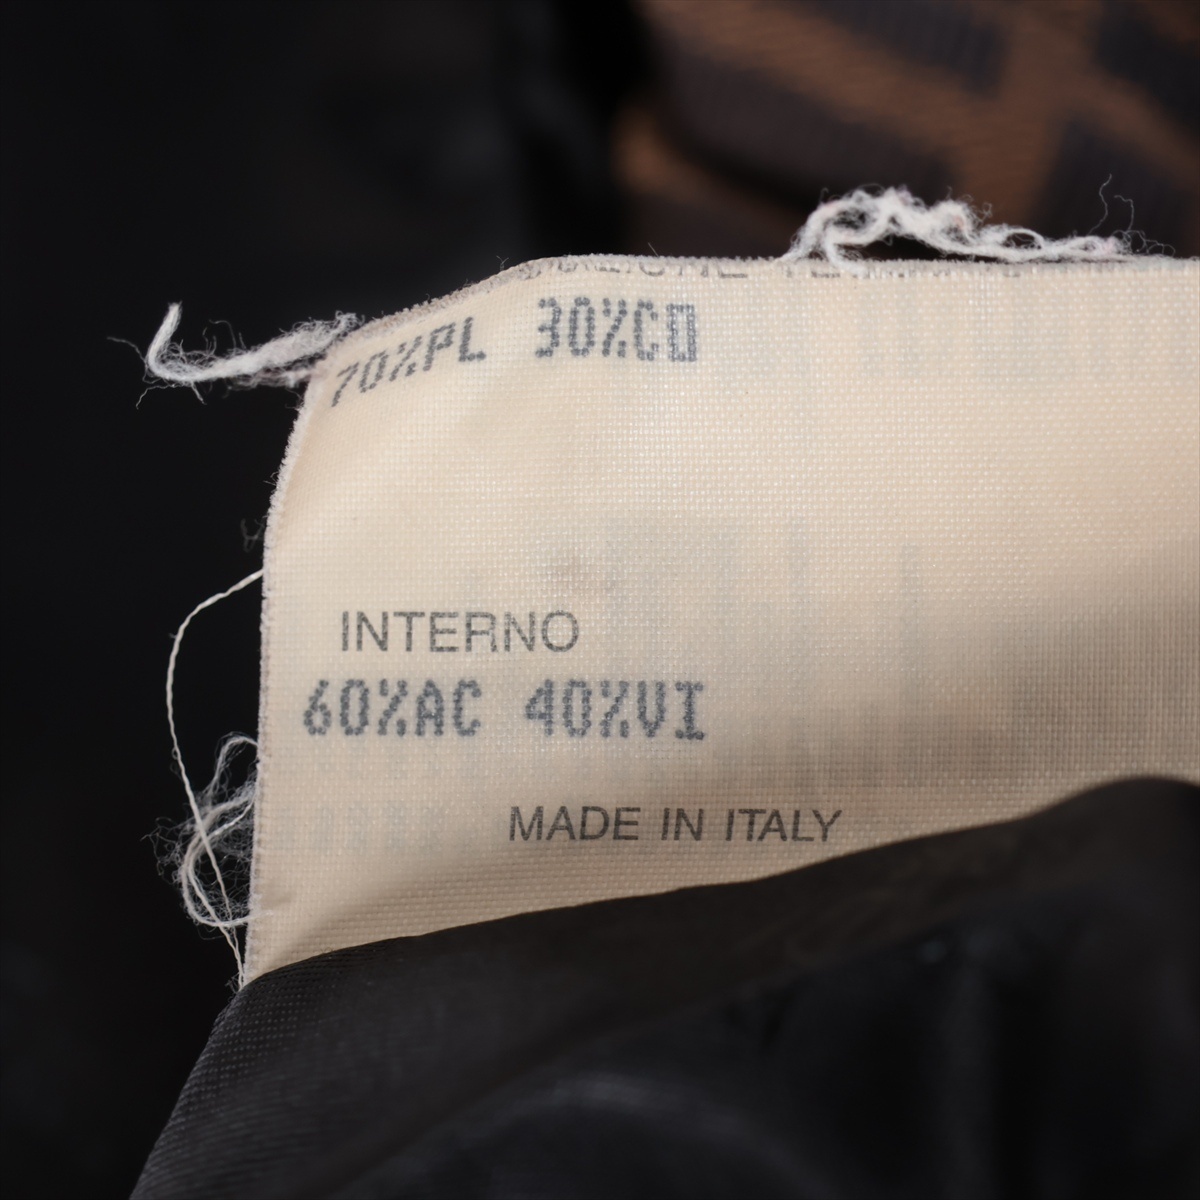 70%PL 30%CO
INTERNO
60%AC 40%VI
MADE IN ITALY